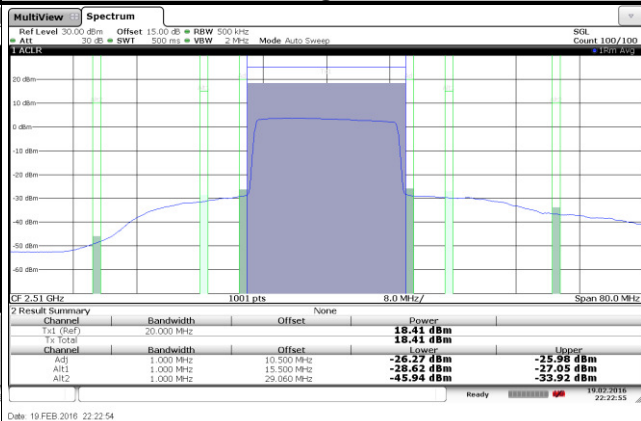 MultiView Spectrum
Ref Level 30.00 dBm Offset 15.00 dB RBW 500 kHz SGL
Att 30 dB SWT 500 ms VBW 2 MHz Mode Auto Sweep Count 100/100
1 ACLR 1Rm Avg
20 dBm
0 dBm
-10 dBm
-20 dBm
-30 dBm
-40 dBm
-50 dBm
-60 dBm
CF 2.51 GHz 1001 pts 8.0 MHz/ Span 80.0 MHz
2 Result Summary None
Channel Bandwidth Offset Power
Tx1 (Ref) 20.000 MHz 18.41 dBm
Tx Total 18.41 dBm
Channel Bandwidth Offset Lower Upper
Adj 1.000 MHz 10.500 MHz -26.27 dBm -25.98 dBm
Alt1 1.000 MHz 15.500 MHz -28.62 dBm -27.05 dBm
Alt2 1.000 MHz 29.060 MHz -45.94 dBm -33.92 dBm
Ready 19.02.2016
22:22:55
Date: 19.FEB.2016 22:22:54